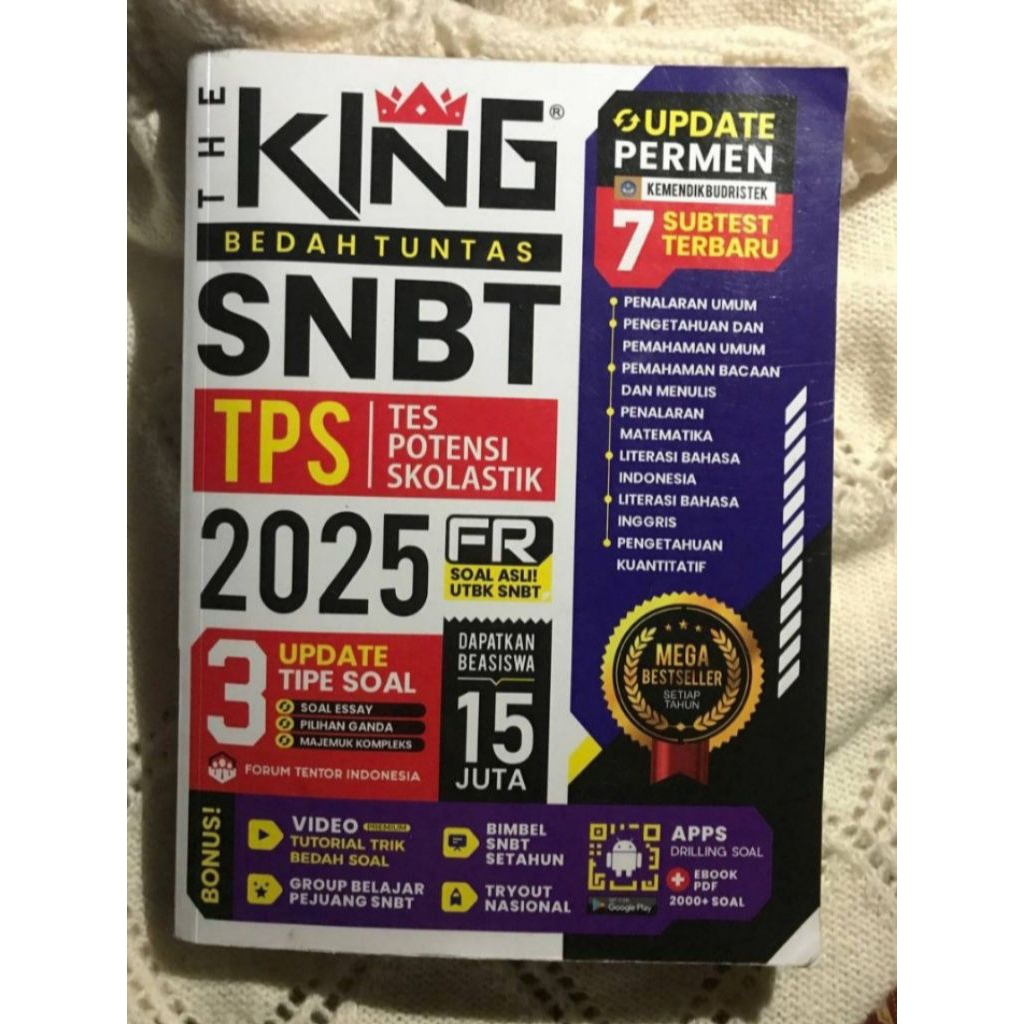 THE
KING®
BEDAH TUNTAS
SNBT
TPS
TES
POTENSI
SKOLASTIK
2025
FR
SOAL ASLI!
UTBK SNBT
3
UPDATE
TIPE SOAL
SOAL ESSAY
PILIHAN GANDA
MAJEMUK KOMPLEKS
FORUM TENTOR INDONESIA
DAPATKAN
BEASISWA
15
JUTA
UPDATE
PERMEN
KEMENDIKBUDRISTEK
7
SUBTEST
TERBARU
PENALARAN UMUM
PENGETAHUAN DAN
PEMAHAMAN UMUM
PEMAHAMAN BACAAN
DAN MENULIS
PENALARAN
MATEMATIKA
LITERASI BAHASA
INDONESIA
LITERASI BAHASA
INGGRIS
PENGETAHUAN
KUANTITATIF
MEGA
BESTSELLER
SETIAP
TAHUN
BONUS!
VIDEO PREMIUM
TUTORIAL TRIK
BEDAH SOAL
GROUP BELAJAR
PEJUANG SNBT
BIMBEL
SNBT
SETAHUN
TRYOUT
NASIONAL
Google Play
APPS
DRILLING SOAL
+ EBOOK
PDF
2000+ SOAL